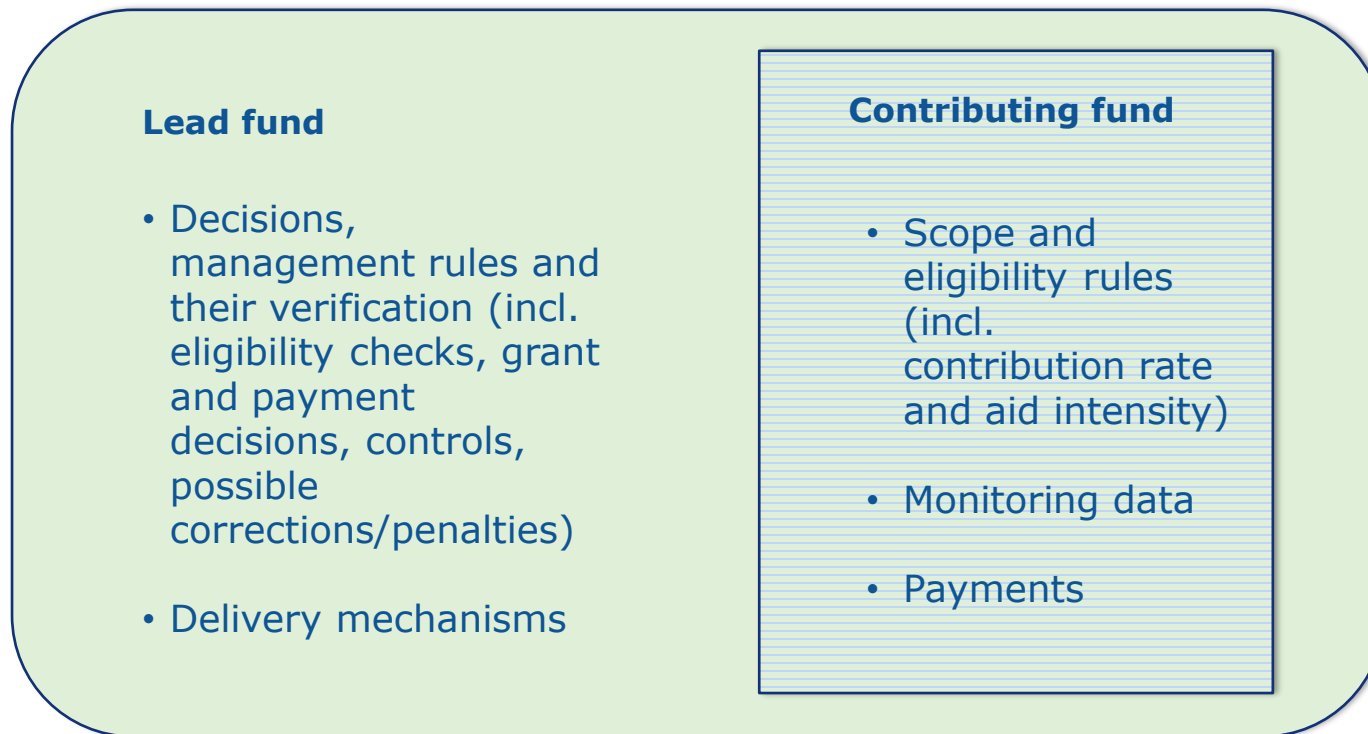 Lead fund
• Decisions,
management rules and
their verification (incl.
eligibility checks, grant
and payment
decisions, controls,
possible
corrections/penalties)
• Delivery mechanisms
Contributing fund
• Scope and
eligibility rules
(incl.
contribution rate
and aid intensity)
• Monitoring data
• Payments